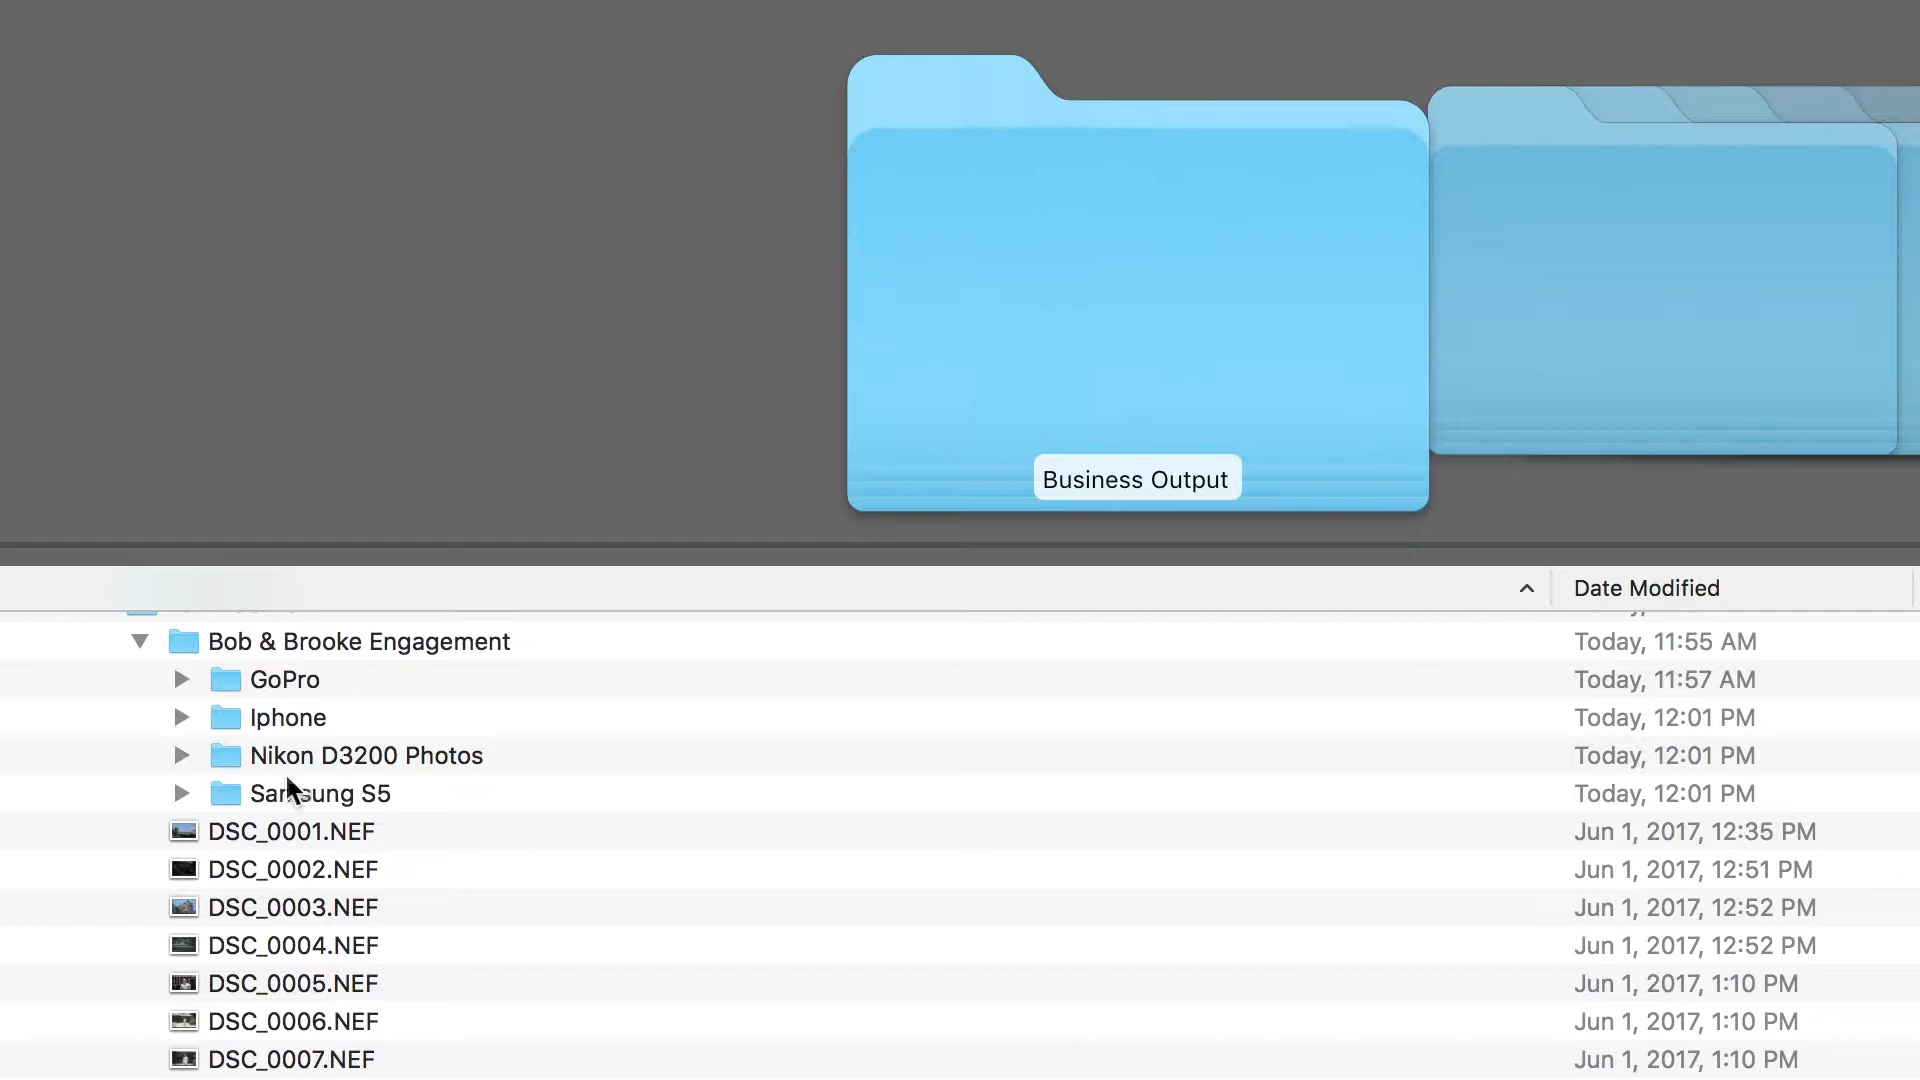 Business Output
Date Modified
Bob & Brooke Engagement Today, 11:55 AM
GoPro Today, 11:57 AM
Iphone Today, 12:01 PM
Nikon D3200 Photos Today, 12:01 PM
Samsung S5 Today, 12:01 PM
DSC_0001.NEF Jun 1, 2017, 12:35 PM
DSC_0002.NEF Jun 1, 2017, 12:51 PM
DSC_0003.NEF Jun 1, 2017, 12:52 PM
DSC_0004.NEF Jun 1, 2017, 12:52 PM
DSC_0005.NEF Jun 1, 2017, 1:10 PM
DSC_0006.NEF Jun 1, 2017, 1:10 PM
DSC_0007.NEF Jun 1, 2017, 1:10 PM